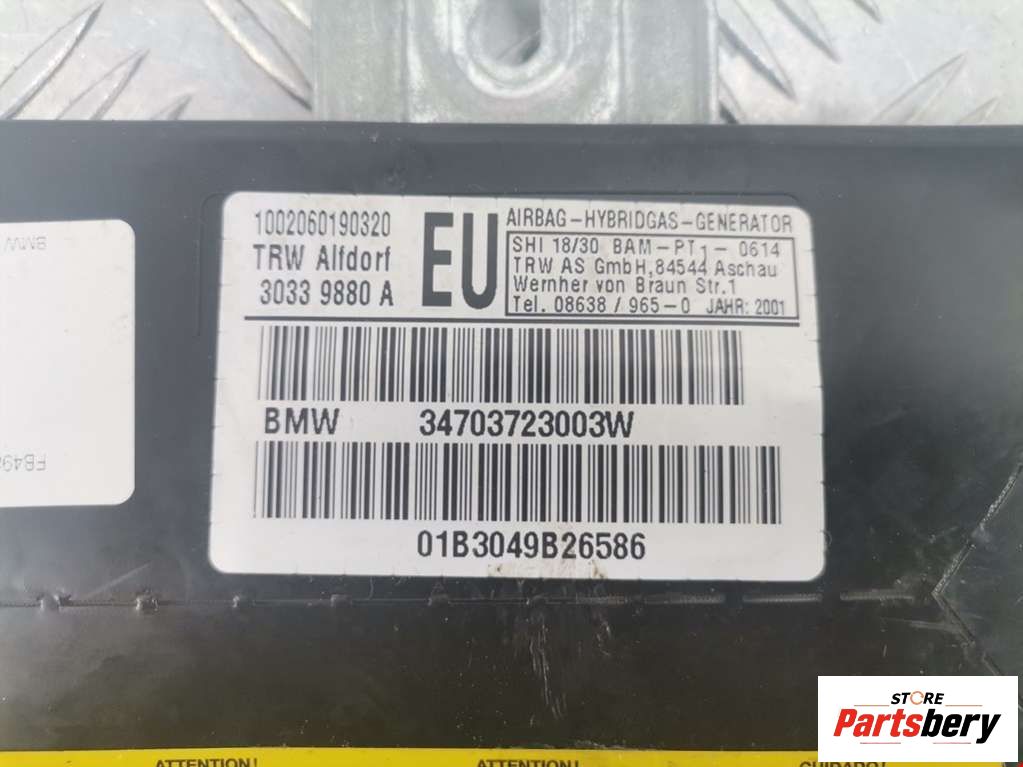 1002060190320
TRW Alfdorf
3033 9880 A
EU
AIRBAG-HYBRIDGAS-GENERATOR
SHI 18/30 BAM-PT1-0614
TRW AS GmbH,84544 Aschau
Wernher von Braun Str.1
Tel. 08638/965-0 JAHR: 2001
BMW 34703723003W
01B3049B26586
BMW
ATTENTION!
ATTENTION!
CUIDADO!
STORE
Partsbery